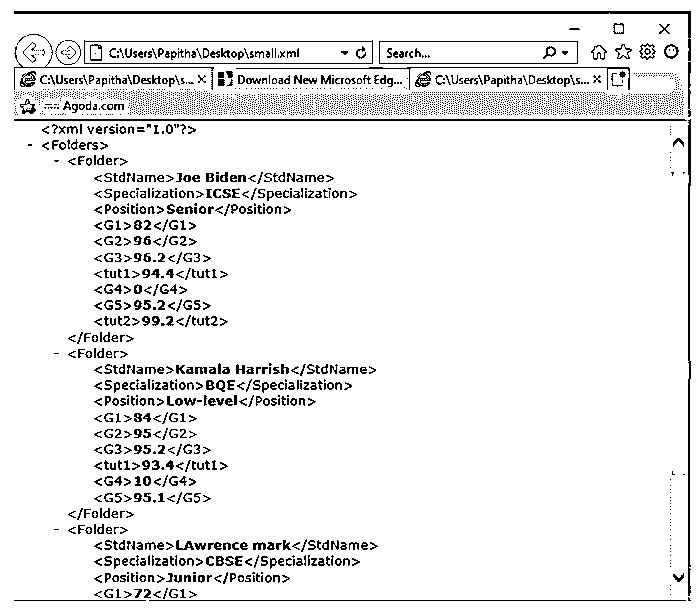 C:\Users\Papitha\Desktop\small.xml
Search...
C:\Users\Papitha\Desktop\s... ×
Download New Microsoft Edg...
C:\Users\Papitha\Desktop\s... ×
Agoda.com
<?xml version="1.0"?>
- <Folders>
- <Folder>
<StdName>Joe Biden</StdName>
<Specialization>ICSE</Specialization>
<Position>Senior</Position>
<G1>82</G1>
<G2>96</G2>
<G3>96.2</G3>
<tut1>94.4</tut1>
<G4>0</G4>
<G5>95.2</G5>
<tut2>99.2</tut2>
</Folder>
- <Folder>
<StdName>Kamala Harrish</StdName>
<Specialization>BQE</Specialization>
<Position>Low-level</Position>
<G1>84</G1>
<G2>95</G2>
<G3>95.2</G3>
<tut1>93.4</tut1>
<G4>10</G4>
<G5>95.1</G5>
</Folder>
- <Folder>
<StdName>LAwrence mark</StdName>
<Specialization>CBSE</Specialization>
<Position>Junior</Position>
<G1>72</G1>